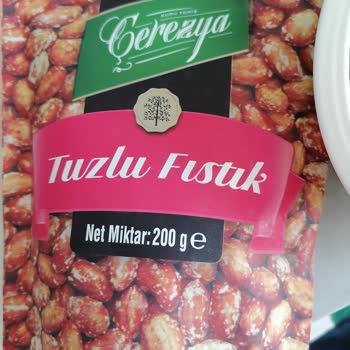 Çerezya
Tuzlu Fıstık
Net Miktar: 200 g ℮